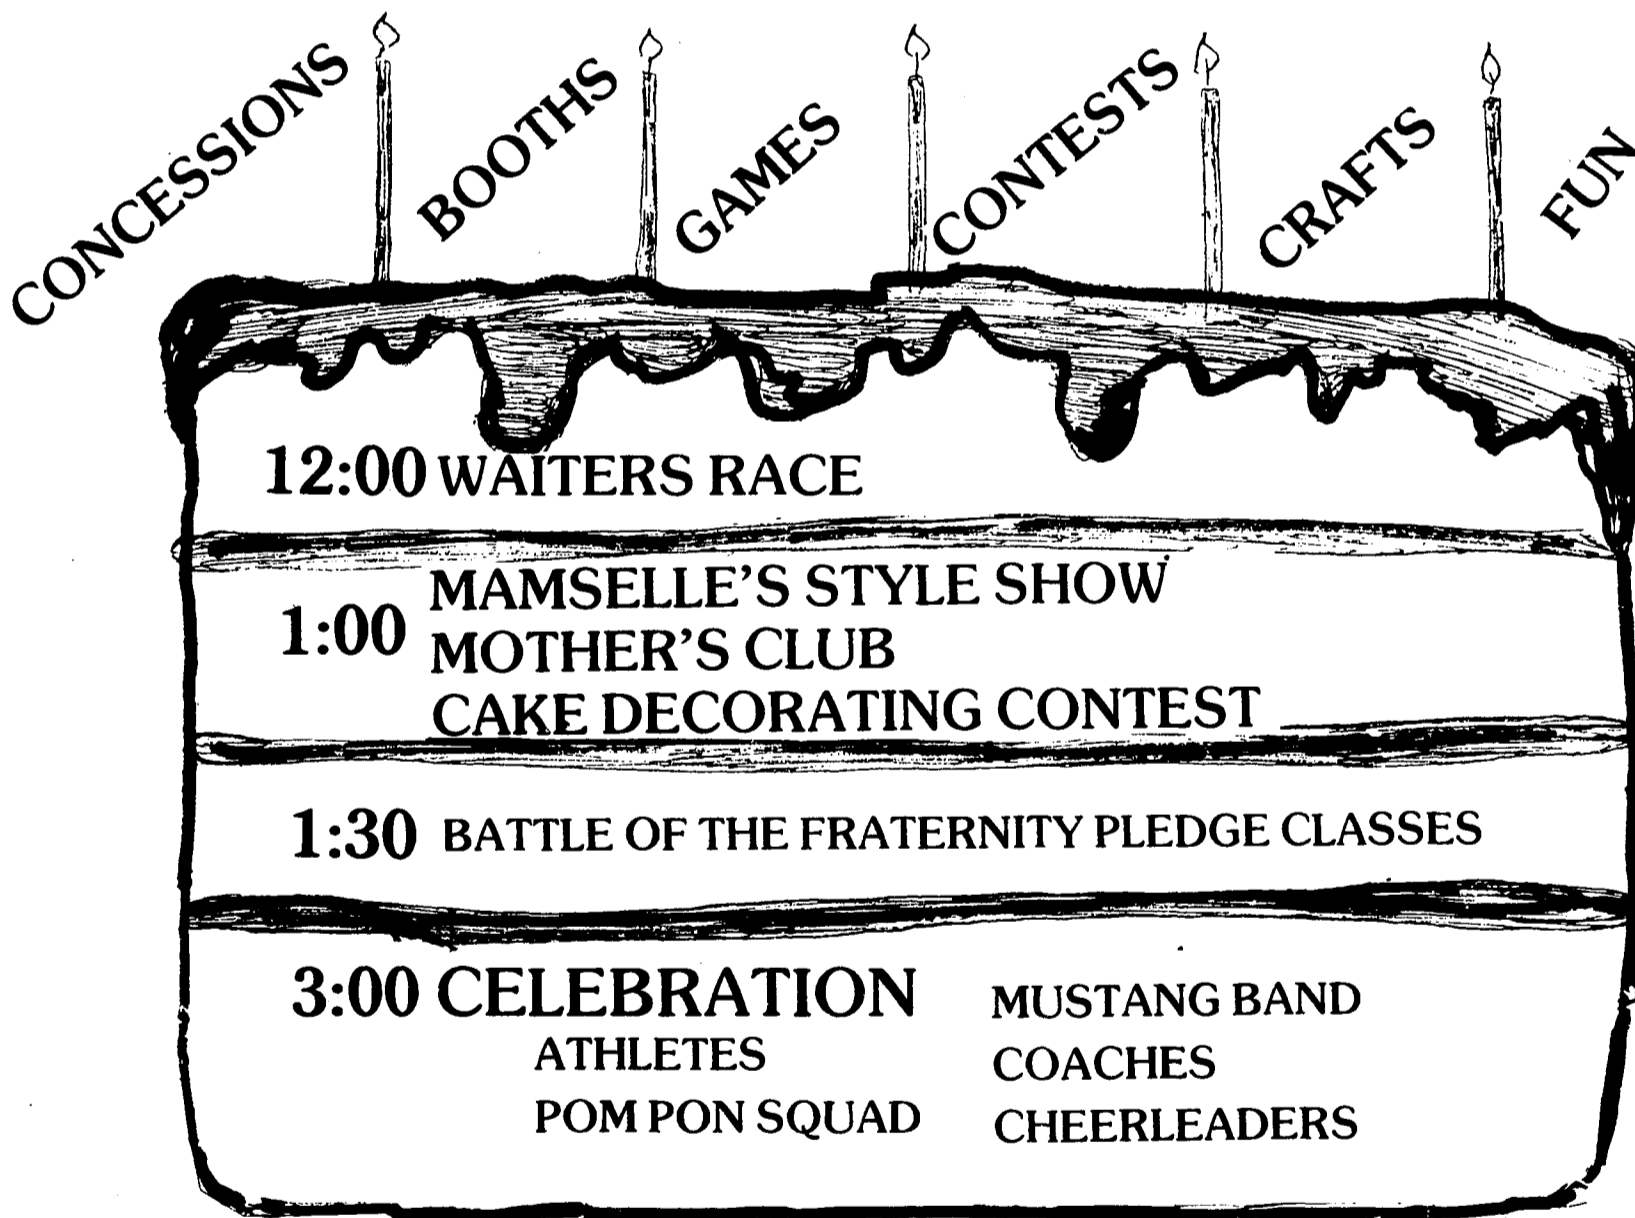 CONCESSIONS
BOOTHS
GAMES
CONTESTS
CRAFTS
FUN
12:00 WAITERS RACE
1:00 MAMSELLE'S STYLE SHOW
MOTHER'S CLUB
CAKE DECORATING CONTEST
1:30 BATTLE OF THE FRATERNITY PLEDGE CLASSES
3:00 CELEBRATION
ATHLETES
POM PON SQUAD
MUSTANG BAND
COACHES
CHEERLEADERS